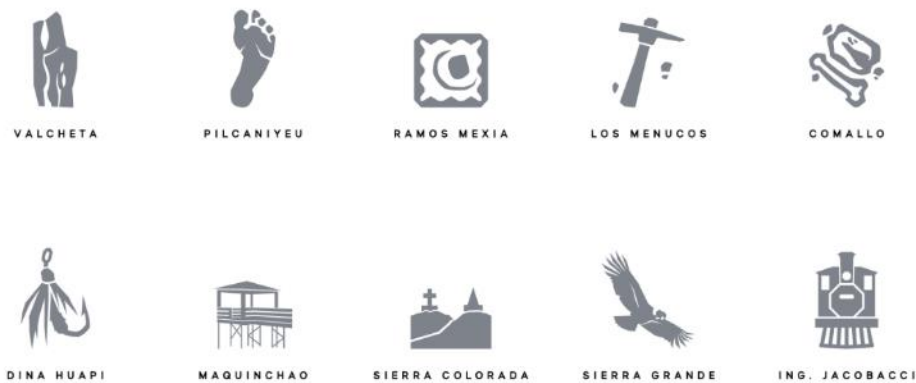 VALCHETA
PILCANIYEU
RAMOS MEXIA
LOS MENUCOS
COMALLO
DINA HUAPI
MAQUINCHAO
SIERRA COLORADA
SIERRA GRANDE
ING. JACOBACCI